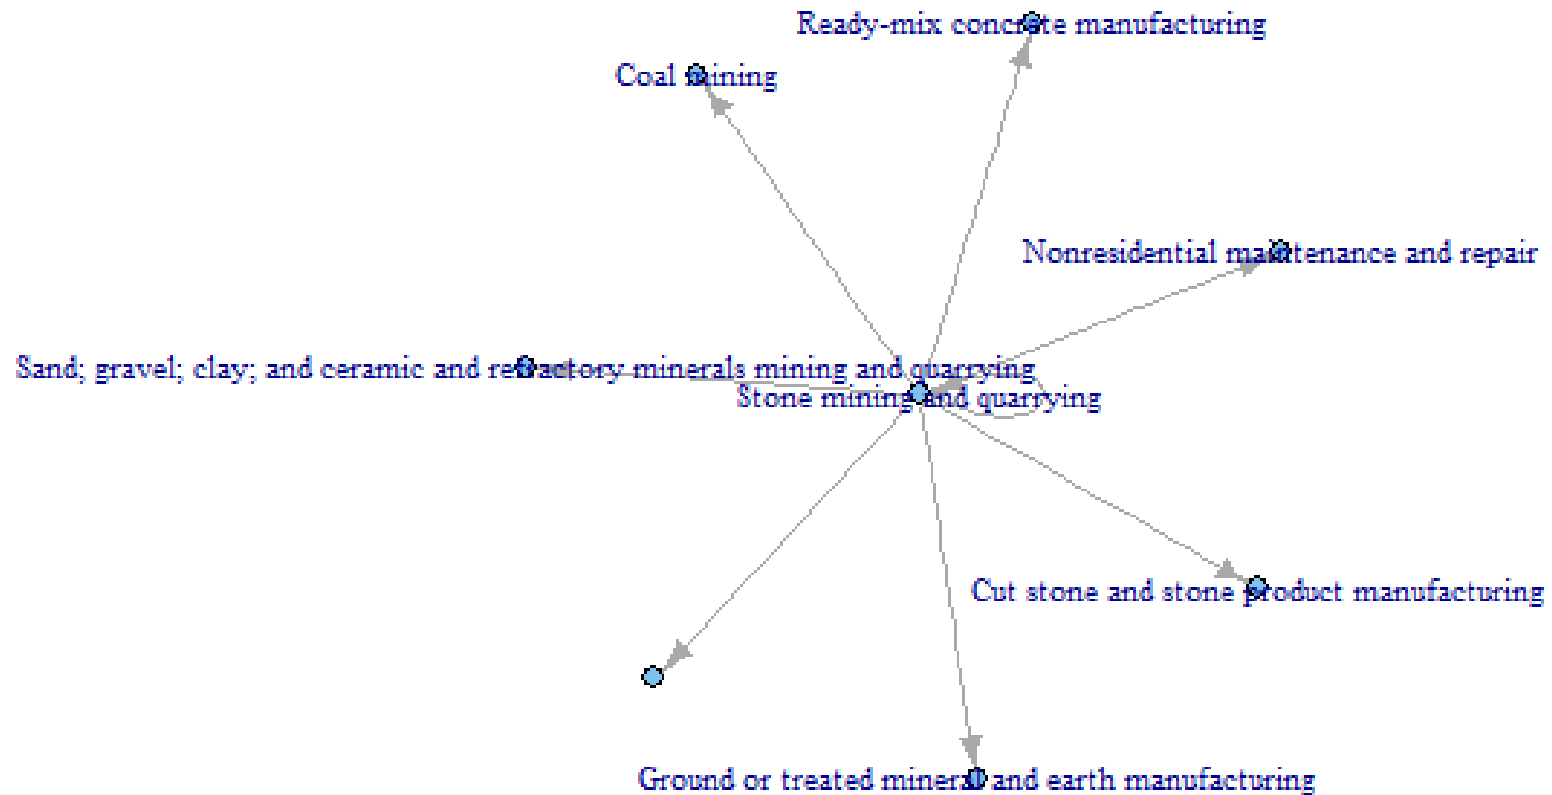 Ready-mix concrete manufacturing
Coal mining
Nonresidential maintenance and repair
Sand; gravel; clay; and ceramic and refractory minerals mining and quarrying
Stone mining and quarrying
Cut stone and stone product manufacturing
Ground or treated mineral and earth manufacturing